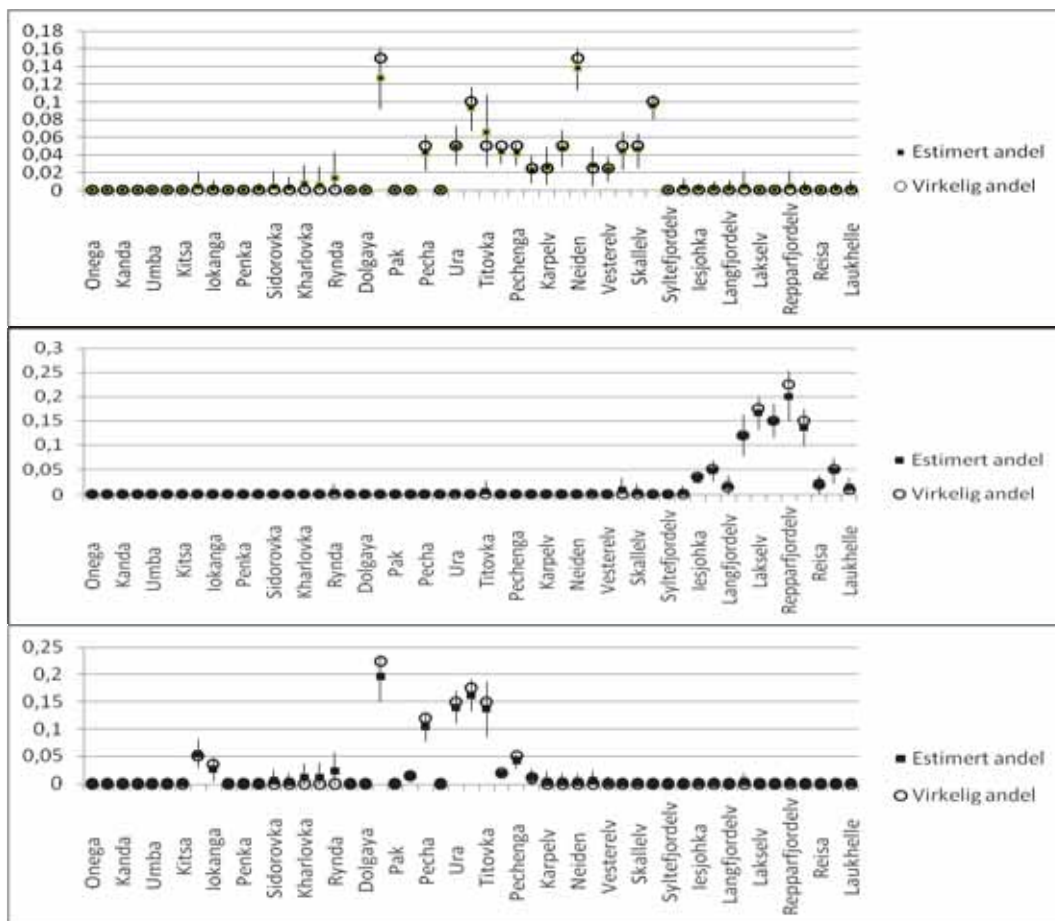 0,18
0,16
0,14
0,12
0,1
0,08
0,06
0,04
0,02
0
Onega
Kanda
Umba
Kitsa
Iokanga
Penka
Sidorovka
Kharlovka
Rynda
Dolgaya
Pak
Pecha
Ura
Titovka
Pechenga
Karpelv
Neiden
Vesterelv
Skallelv
Syltefjordelv
Iesjohka
Langfjordelv
Lakselv
Repparfjordelv
Reisa
Laukhelle
Estimert andel
Virkelig andel
0,3
0,25
0,2
0,15
0,1
0,05
0
Onega
Kanda
Umba
Kitsa
Iokanga
Penka
Sidorovka
Kharlovka
Rynda
Dolgaya
Pak
Pecha
Ura
Titovka
Pechenga
Karpelv
Neiden
Vesterelv
Skallelv
Syltefjordelv
Iesjohka
Langfjordelv
Lakselv
Repparfjordelv
Reisa
Laukhelle
Estimert andel
Virkelig andel
0,25
0,2
0,15
0,1
0,05
0
Onega
Kanda
Umba
Kitsa
Iokanga
Penka
Sidorovka
Kharlovka
Rynda
Dolgaya
Pak
Pecha
Ura
Titovka
Pechenga
Karpelv
Neiden
Vesterelv
Skallelv
Syltefjordelv
Iesjohka
Langfjordelv
Lakselv
Repparfjordelv
Reisa
Laukhelle
Estimert andel
Virkelig andel